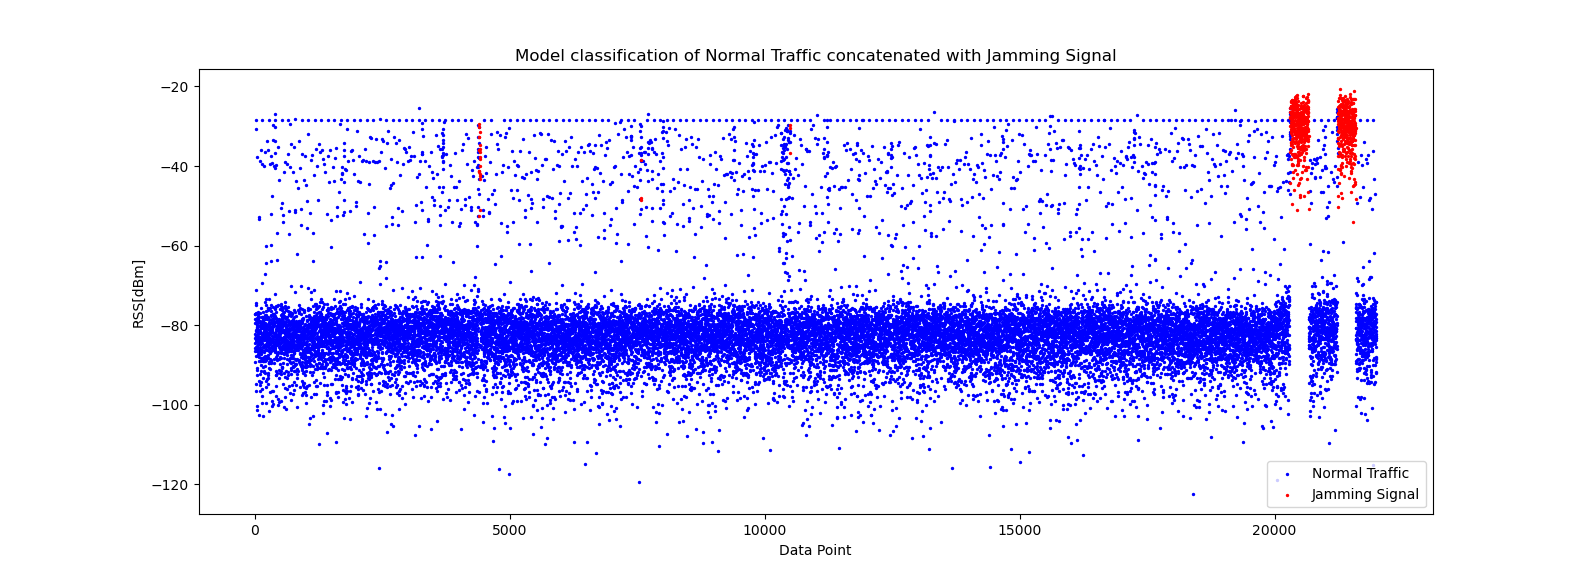 Model classification of Normal Traffic concatenated with Jamming Signal
−20
−40
−60
−80
−100
−120
RSS[dBm]
0
5000
10000
15000
20000
Data Point
Normal Traffic
Jamming Signal